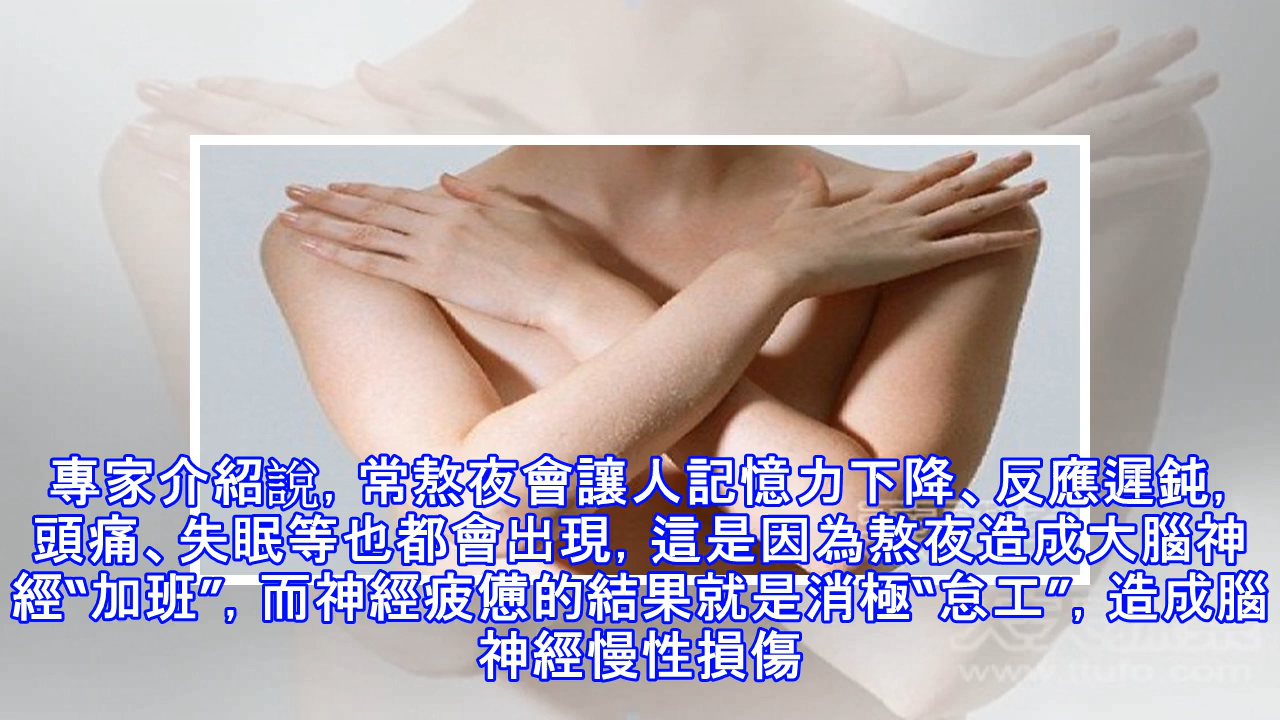 專家介紹說, 常熬夜會讓人記憶力下降、反應遲鈍,
頭痛、失眠等也都會出現, 這是因為熬夜造成大腦神
經“加班”, 而神經疲憊的結果就是消極“怠工”, 造成腦
神經慢性損傷